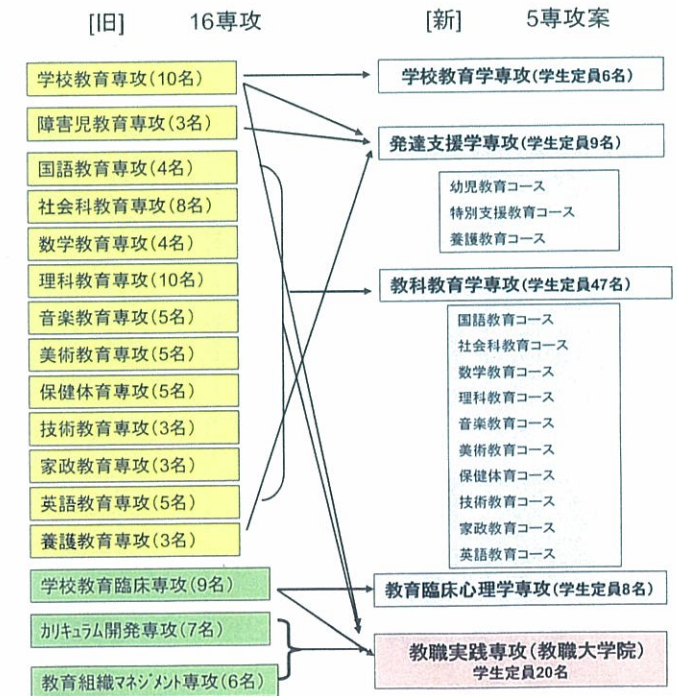 [旧] 16専攻
学校教育専攻(10名)
障害児教育専攻(3名)
国語教育専攻(4名)
社会科教育専攻(8名)
数学教育専攻(4名)
理科教育専攻(10名)
音楽教育専攻(5名)
美術教育専攻(5名)
保健体育専攻(5名)
技術教育専攻(3名)
家政教育専攻(3名)
英語教育専攻(5名)
養護教育専攻(3名)
学校教育臨床専攻(9名)
カリキュラム開発専攻(7名)
教育組織マネジメント専攻(6名)
[新] 5専攻案
学校教育学専攻(学生定員6名)
発達支援学専攻(学生定員9名)
幼児教育コース
特別支援教育コース
養護教育コース
教科教育学専攻(学生定員47名)
国語教育コース
社会科教育コース
数学教育コース
理科教育コース
音楽教育コース
美術教育コース
保健体育コース
技術教育コース
家政教育コース
英語教育コース
教育臨床心理学専攻(学生定員8名)
教職実践専攻(教職大学院)
学生定員20名